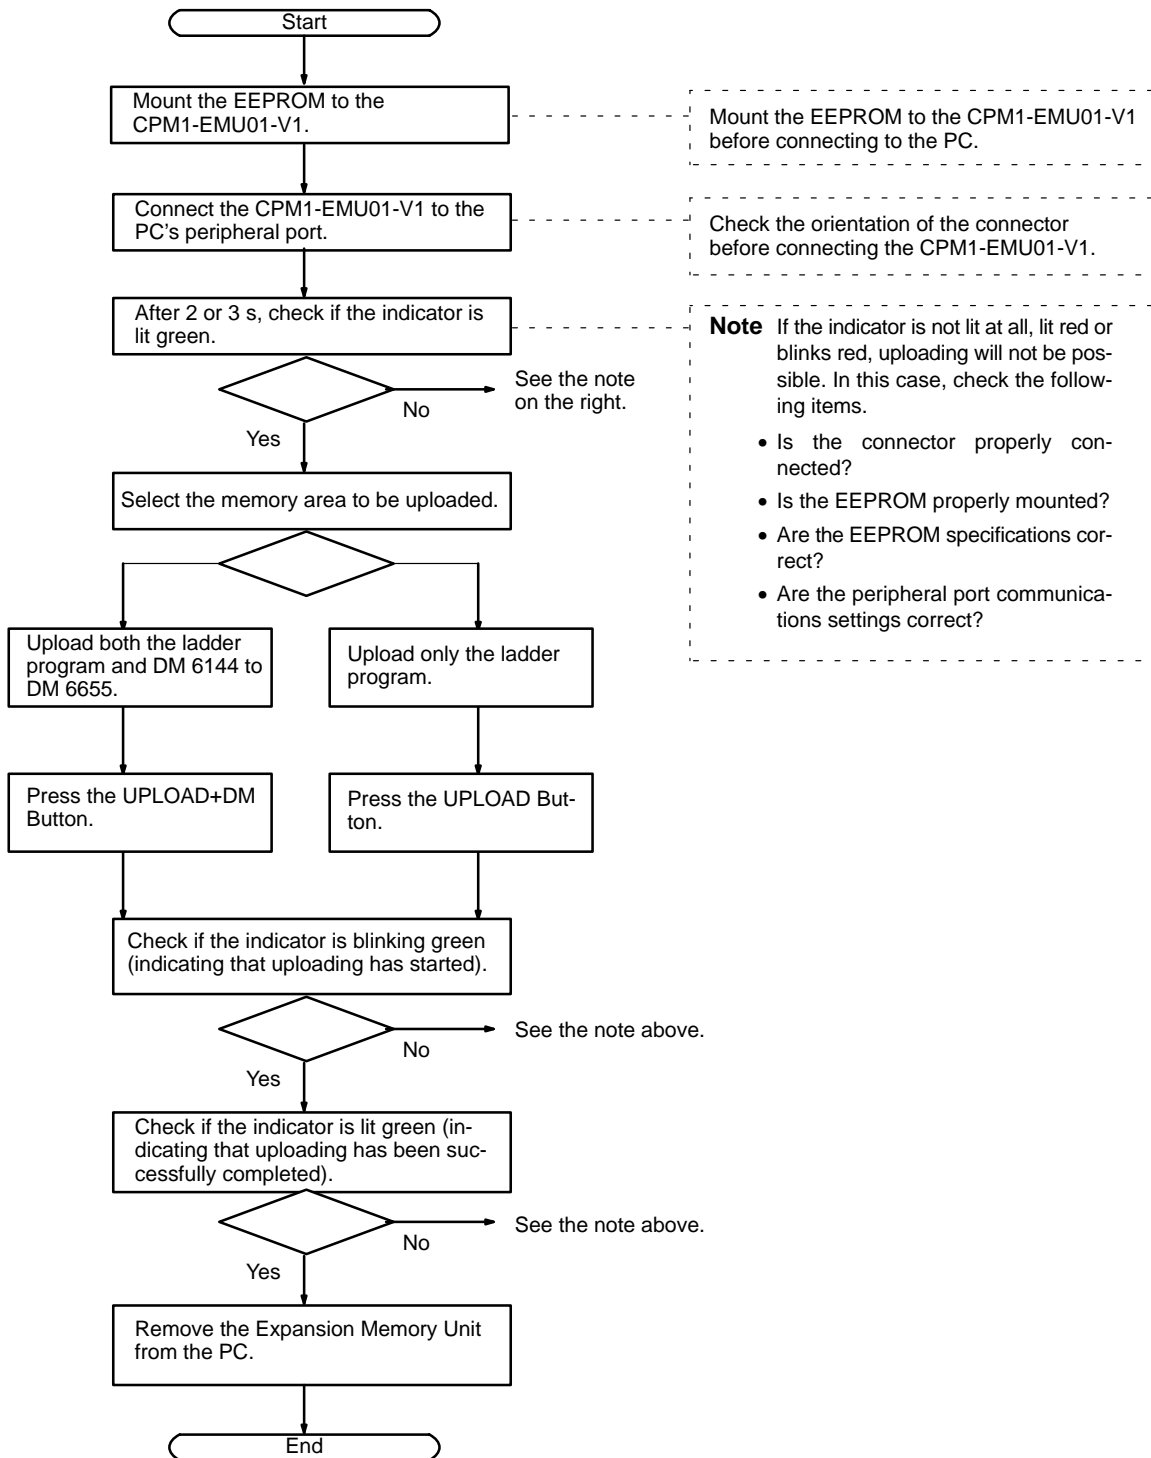 Start
Mount the EEPROM to the
CPM1-EMU01-V1.
Mount the EEPROM to the CPM1-EMU01-V1
before connecting to the PC.
Connect the CPM1-EMU01-V1 to the
PC's peripheral port.
Check the orientation of the connector
before connecting the CPM1-EMU01-V1.
After 2 or 3 s, check if the indicator is
lit green.
Note If the indicator is not lit at all, lit red or
blinks red, uploading will not be pos-
sible. In this case, check the follow-
ing items.
• Is the connector properly con-
nected?
• Is the EEPROM properly mounted?
• Are the EEPROM specifications cor-
rect?
• Are the peripheral port communica-
tions settings correct?
No
See the note
on the right.
Yes
Select the memory area to be uploaded.
Upload both the ladder
program and DM 6144 to
DM 6655.
Upload only the ladder
program.
Press the UPLOAD+DM
Button.
Press the UPLOAD But-
ton.
Check if the indicator is blinking green
(indicating that uploading has started).
No
See the note above.
Yes
Check if the indicator is lit green (in-
dicating that uploading has been suc-
cessfully completed).
No
See the note above.
Yes
Remove the Expansion Memory Unit
from the PC.
End